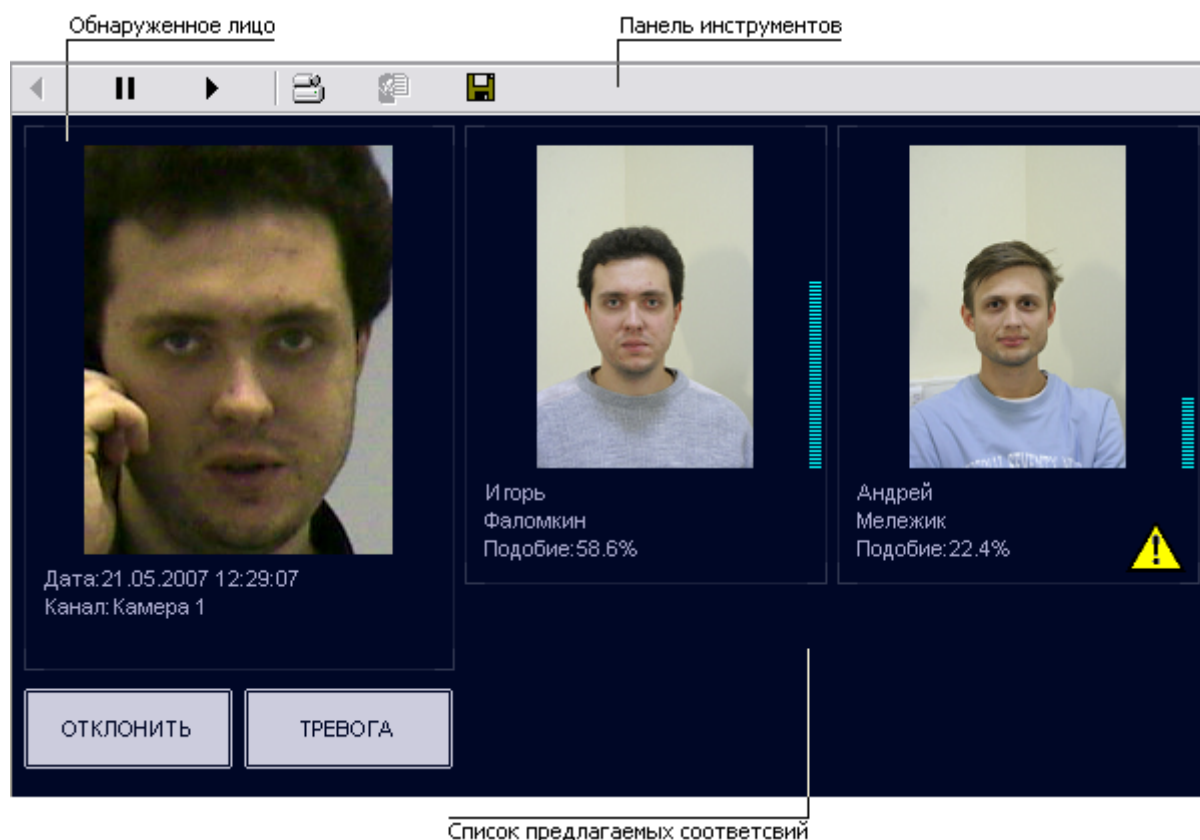 Обнаруженное лицо
Панель инструментов
Игорь
Фаломкин
Подобие:58.6%
Андрей
Мележик
Подобие:22.4%
Дата:21.05.2007 12:29:07
Канал:Камера 1
ОТКЛОНИТЬ
ТРЕВОГА
Список предлагаемых соответсвий